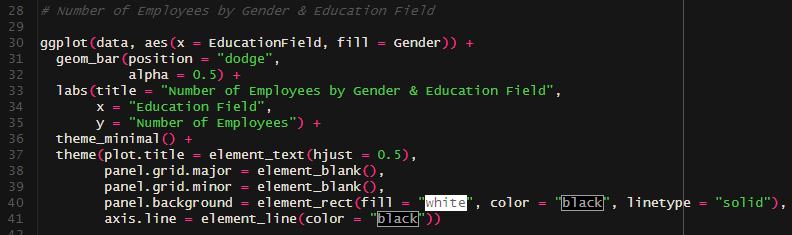 28 # Number of Employees by Gender & Education Field
29
30 ggplot(data, aes(x = EducationField, fill = Gender)) +
31   geom_bar(position = "dodge",
32            alpha = 0.5) +
33   labs(title = "Number of Employees by Gender & Education Field",
34        x = "Education Field",
35        y = "Number of Employees") +
36   theme_minimal() +
37   theme(plot.title = element_text(hjust = 0.5),
38         panel.grid.major = element_blank(),
39         panel.grid.minor = element_blank(),
40         panel.background = element_rect(fill = "white", color = "black", linetype = "solid"),
41         axis.line = element_line(color = "black"))